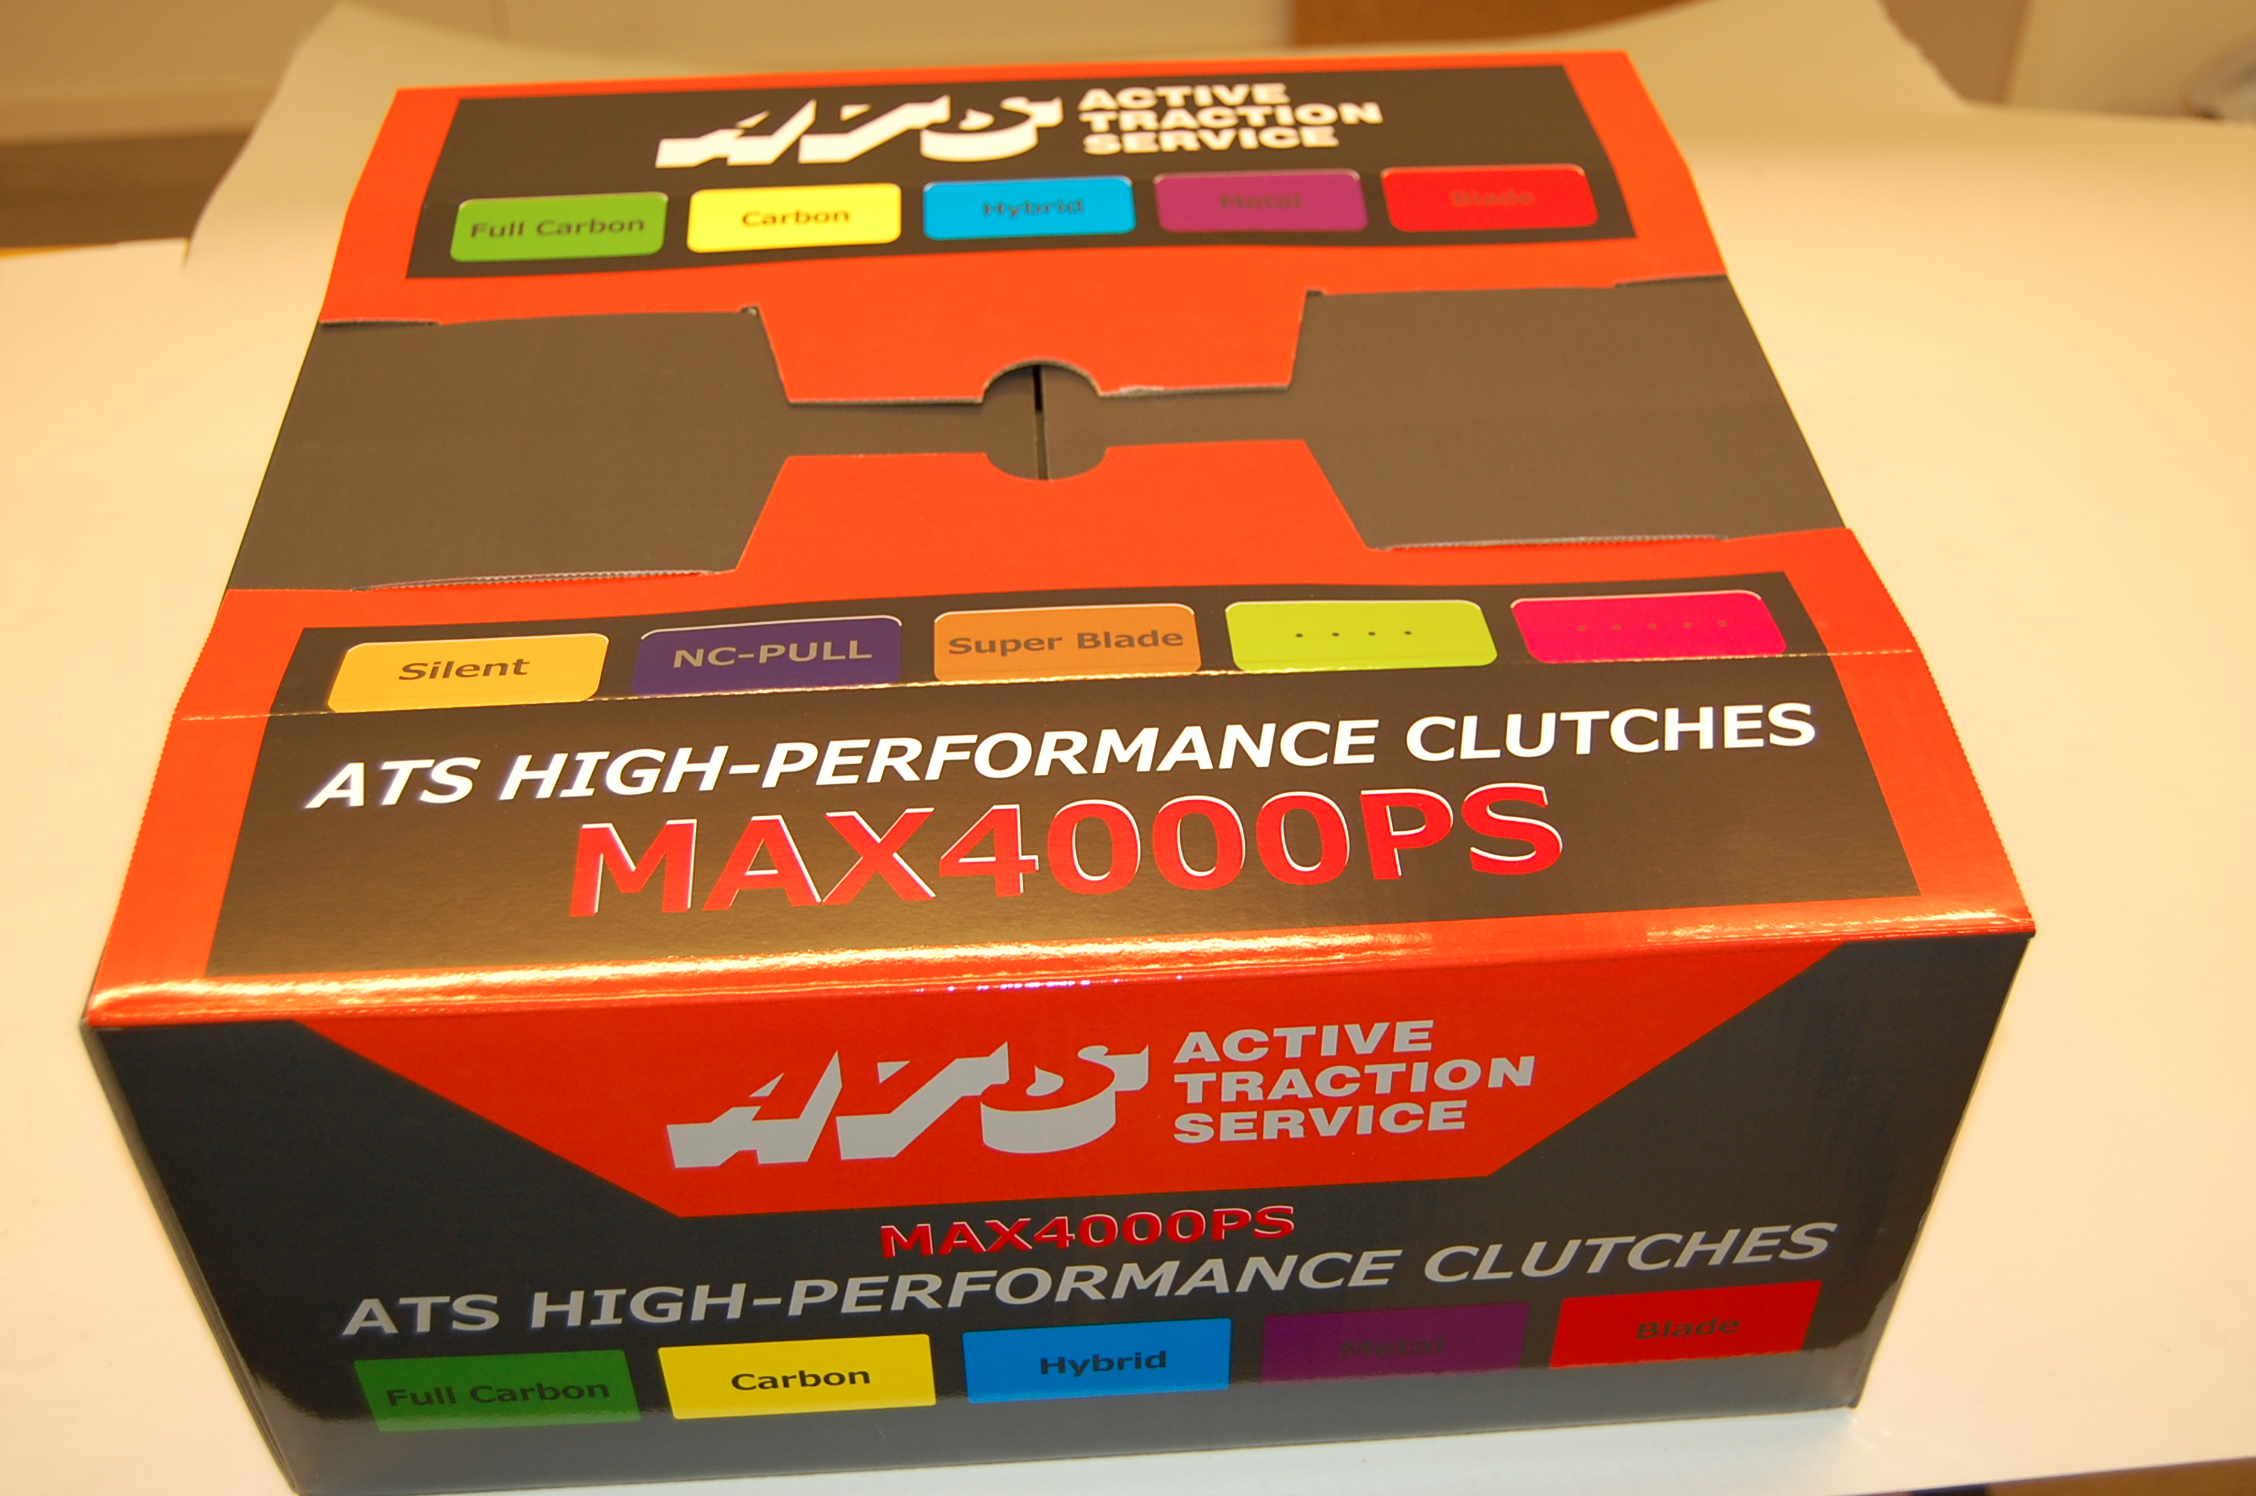 ATS ACTIVE
TRACTION
SERVICE
Full Carbon Carbon Hybrid Metal Blade
Silent NC-PULL Super Blade . . . . . . . . .
ATS HIGH-PERFORMANCE CLUTCHES
MAX4000PS
ATS ACTIVE
TRACTION
SERVICE
MAX4000PS
ATS HIGH-PERFORMANCE CLUTCHES
Full Carbon Carbon Hybrid Metal Blade